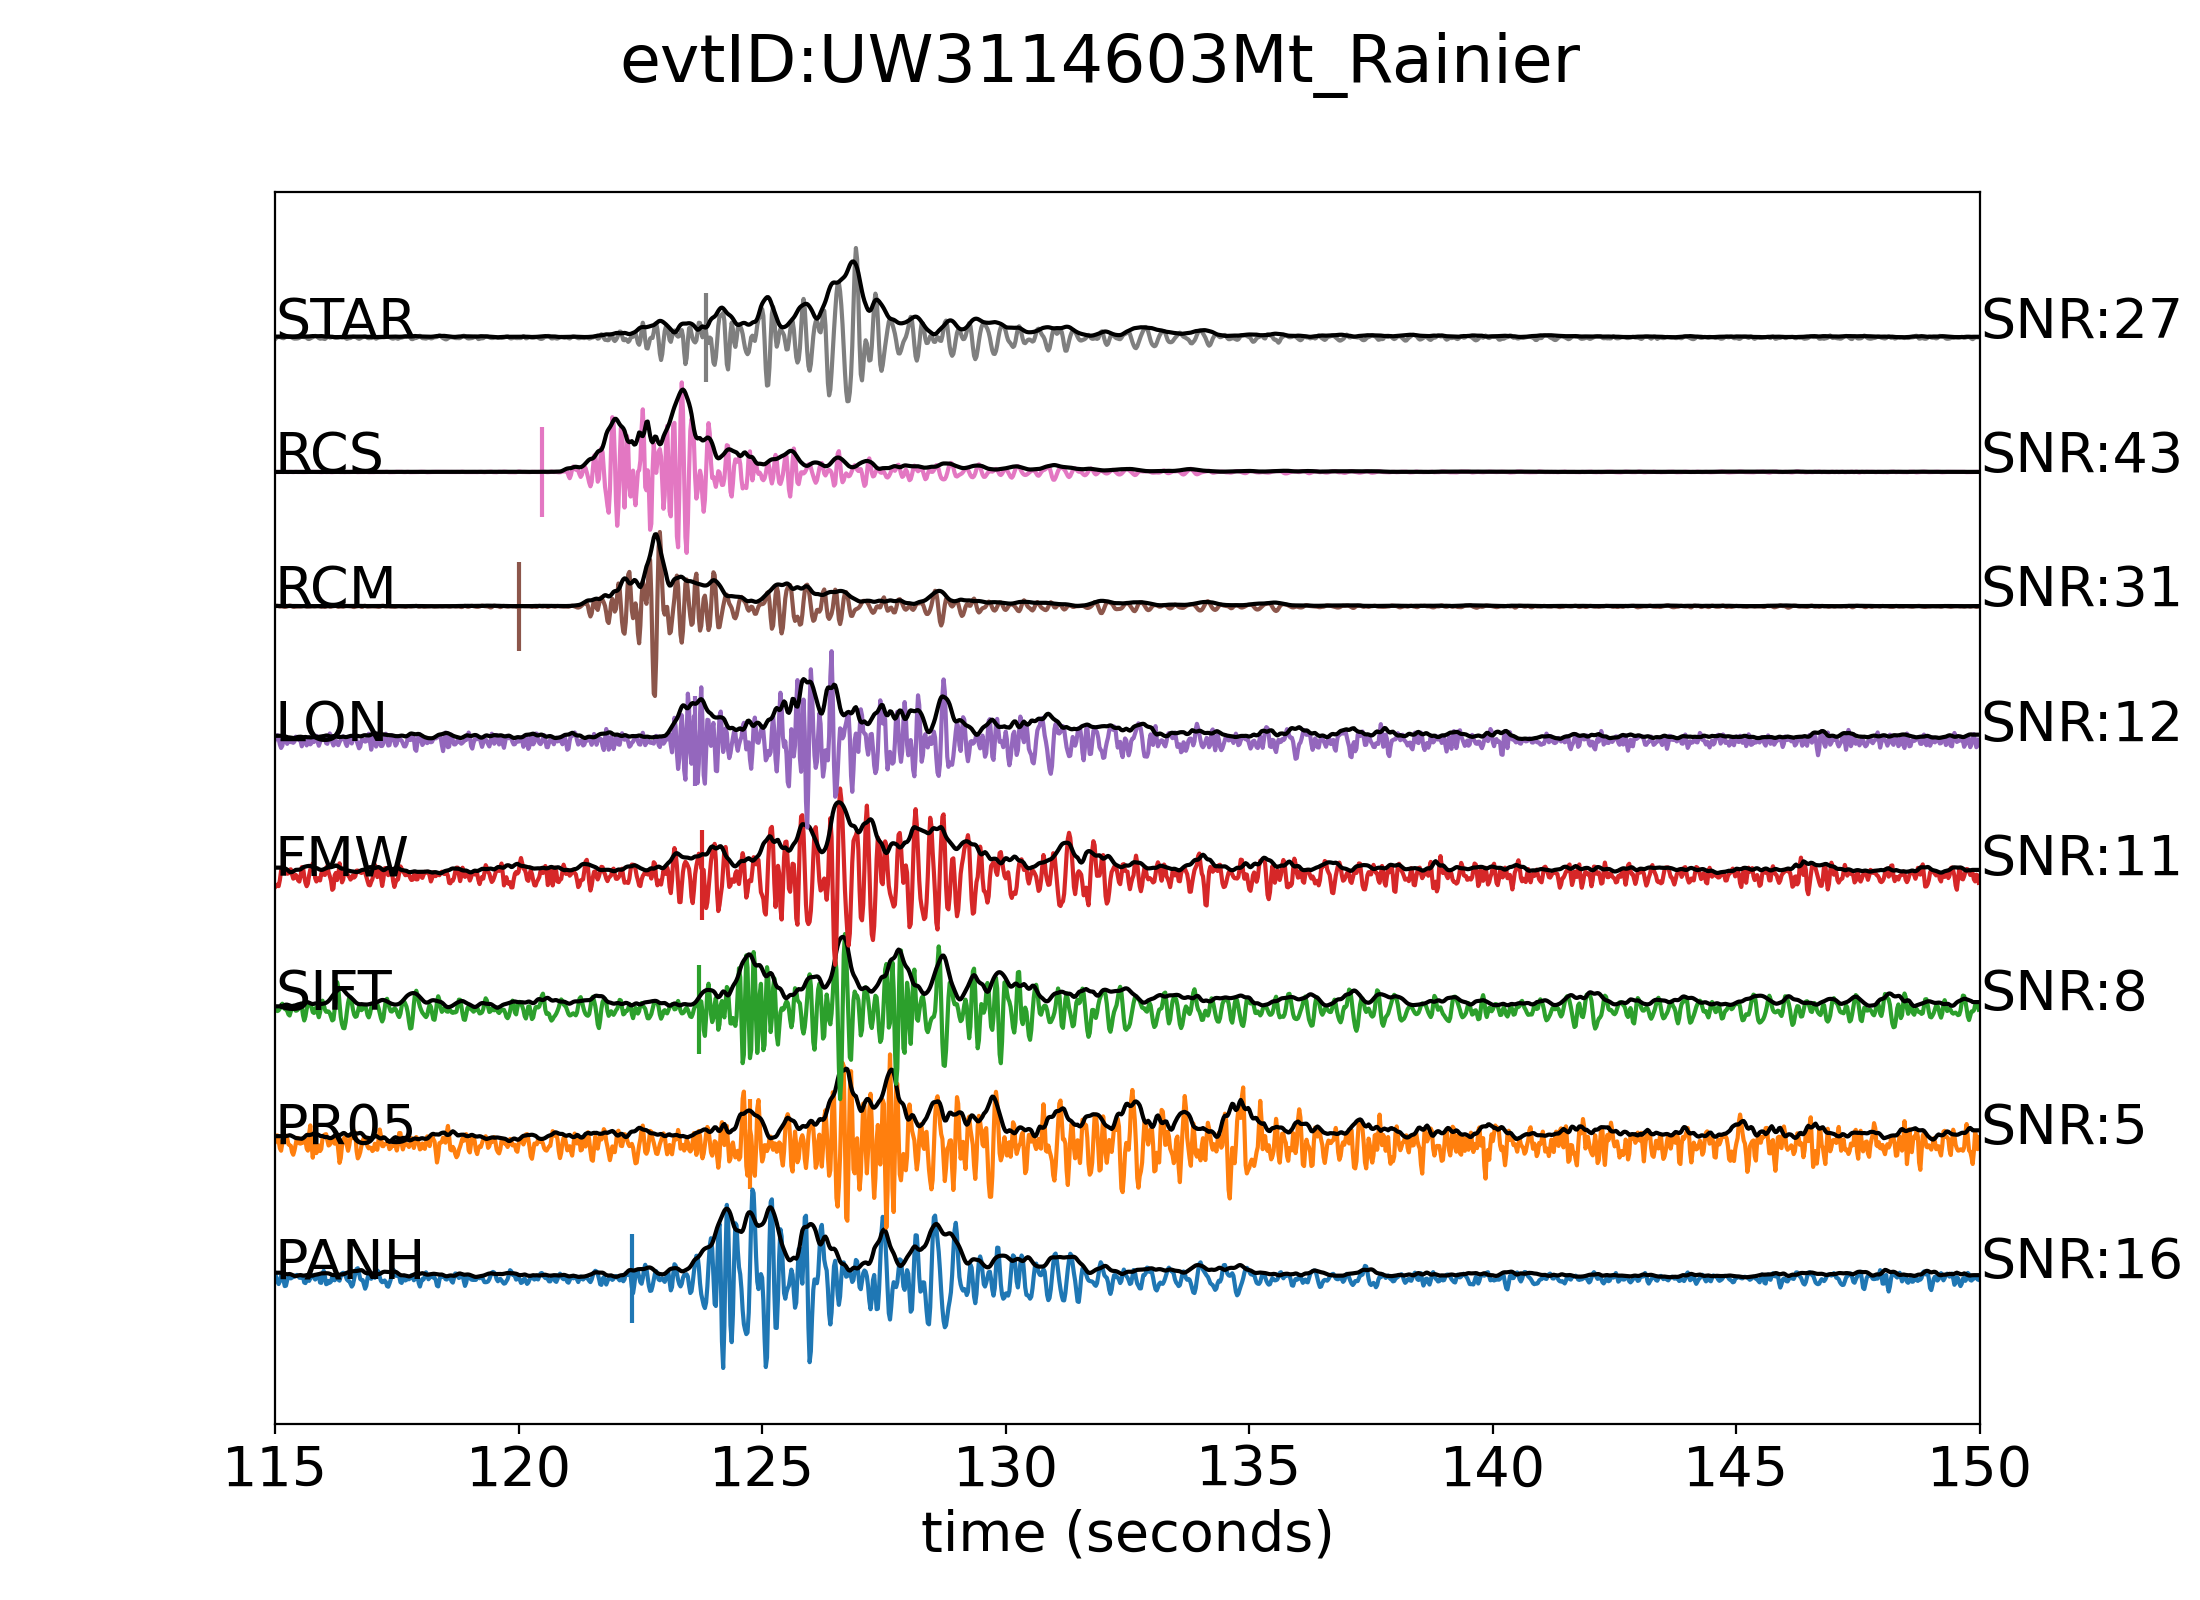 evtID:UW3114603Mt_Rainier
STAR SNR:27
RCS SNR:43
RCM SNR:31
LON SNR:12
FMW SNR:11
SIFT SNR:8
PR05 SNR:5
PANH SNR:16
115 120 125 130 135 140 145 150
time (seconds)